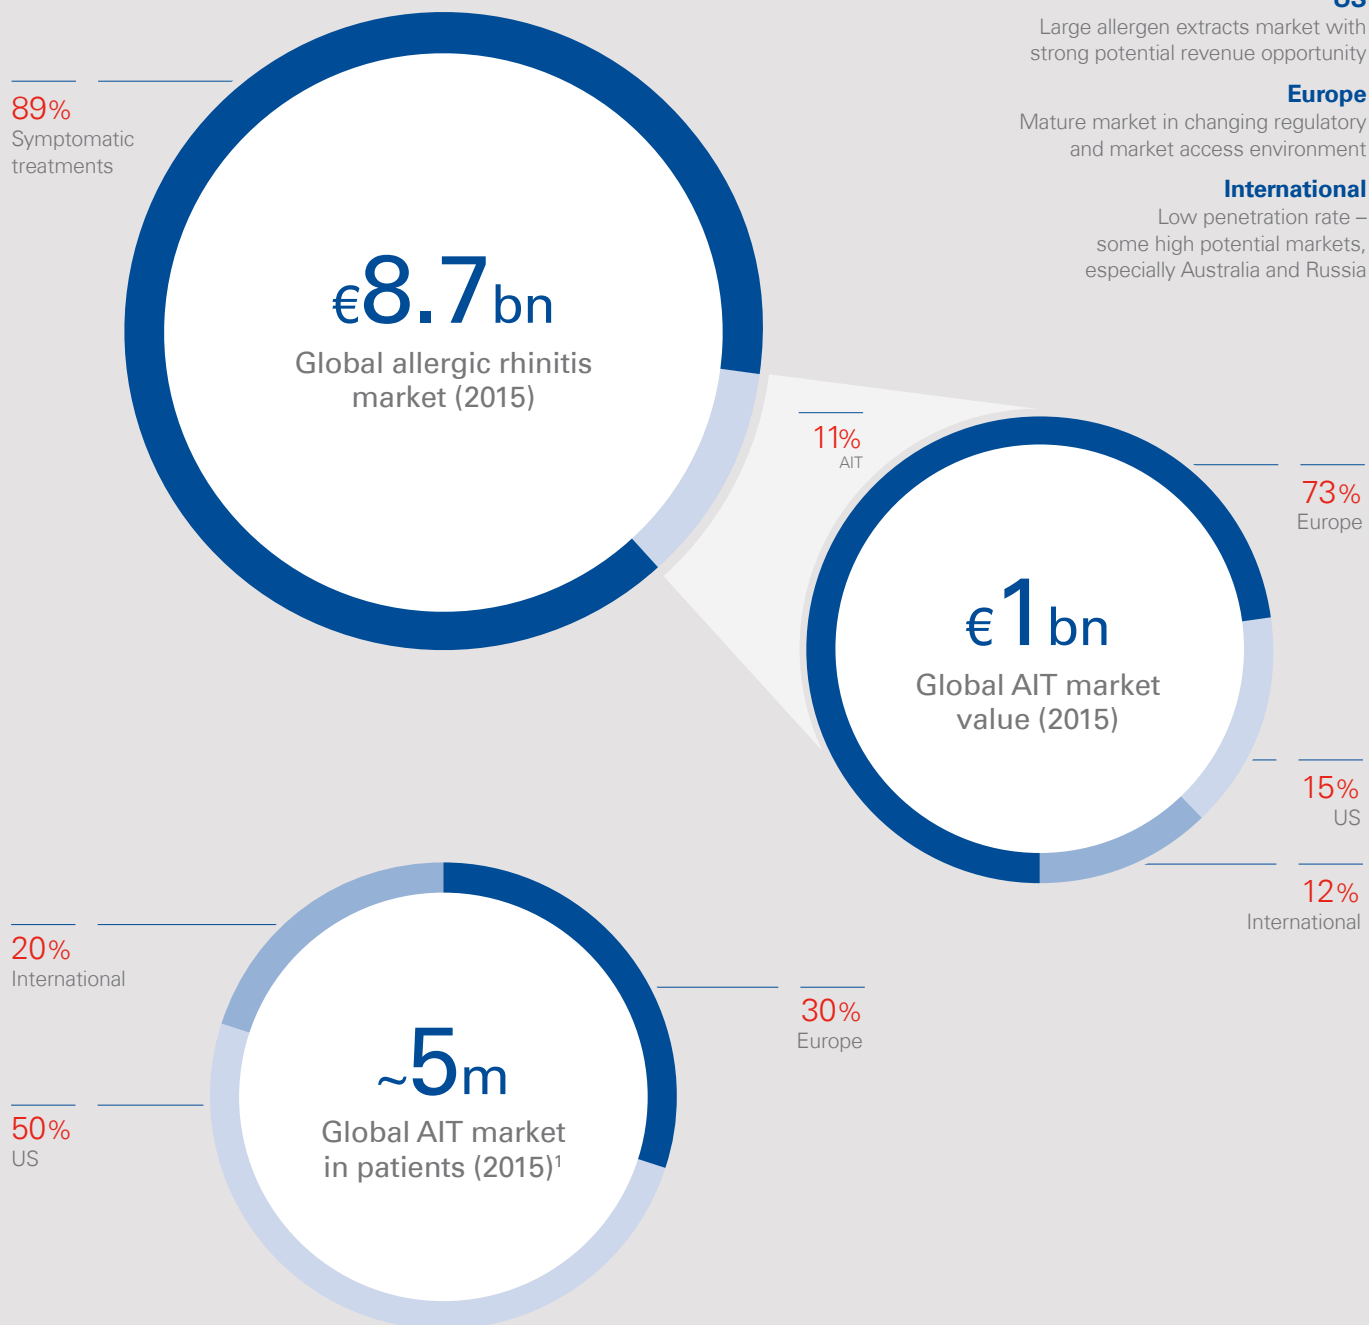 US
Large allergen extracts market with
strong potential revenue opportunity
Europe
Mature market in changing regulatory
and market access environment
International
Low penetration rate –
some high potential markets,
especially Australia and Russia
89%
Symptomatic
treatments
€8.7bn
Global allergic rhinitis
market (2015)
11%
AIT
73%
Europe
€1bn
Global AIT market
value (2015)
15%
US
12%
International
20%
International
30%
Europe
~5m
Global AIT market
in patients (2015)¹
50%
US